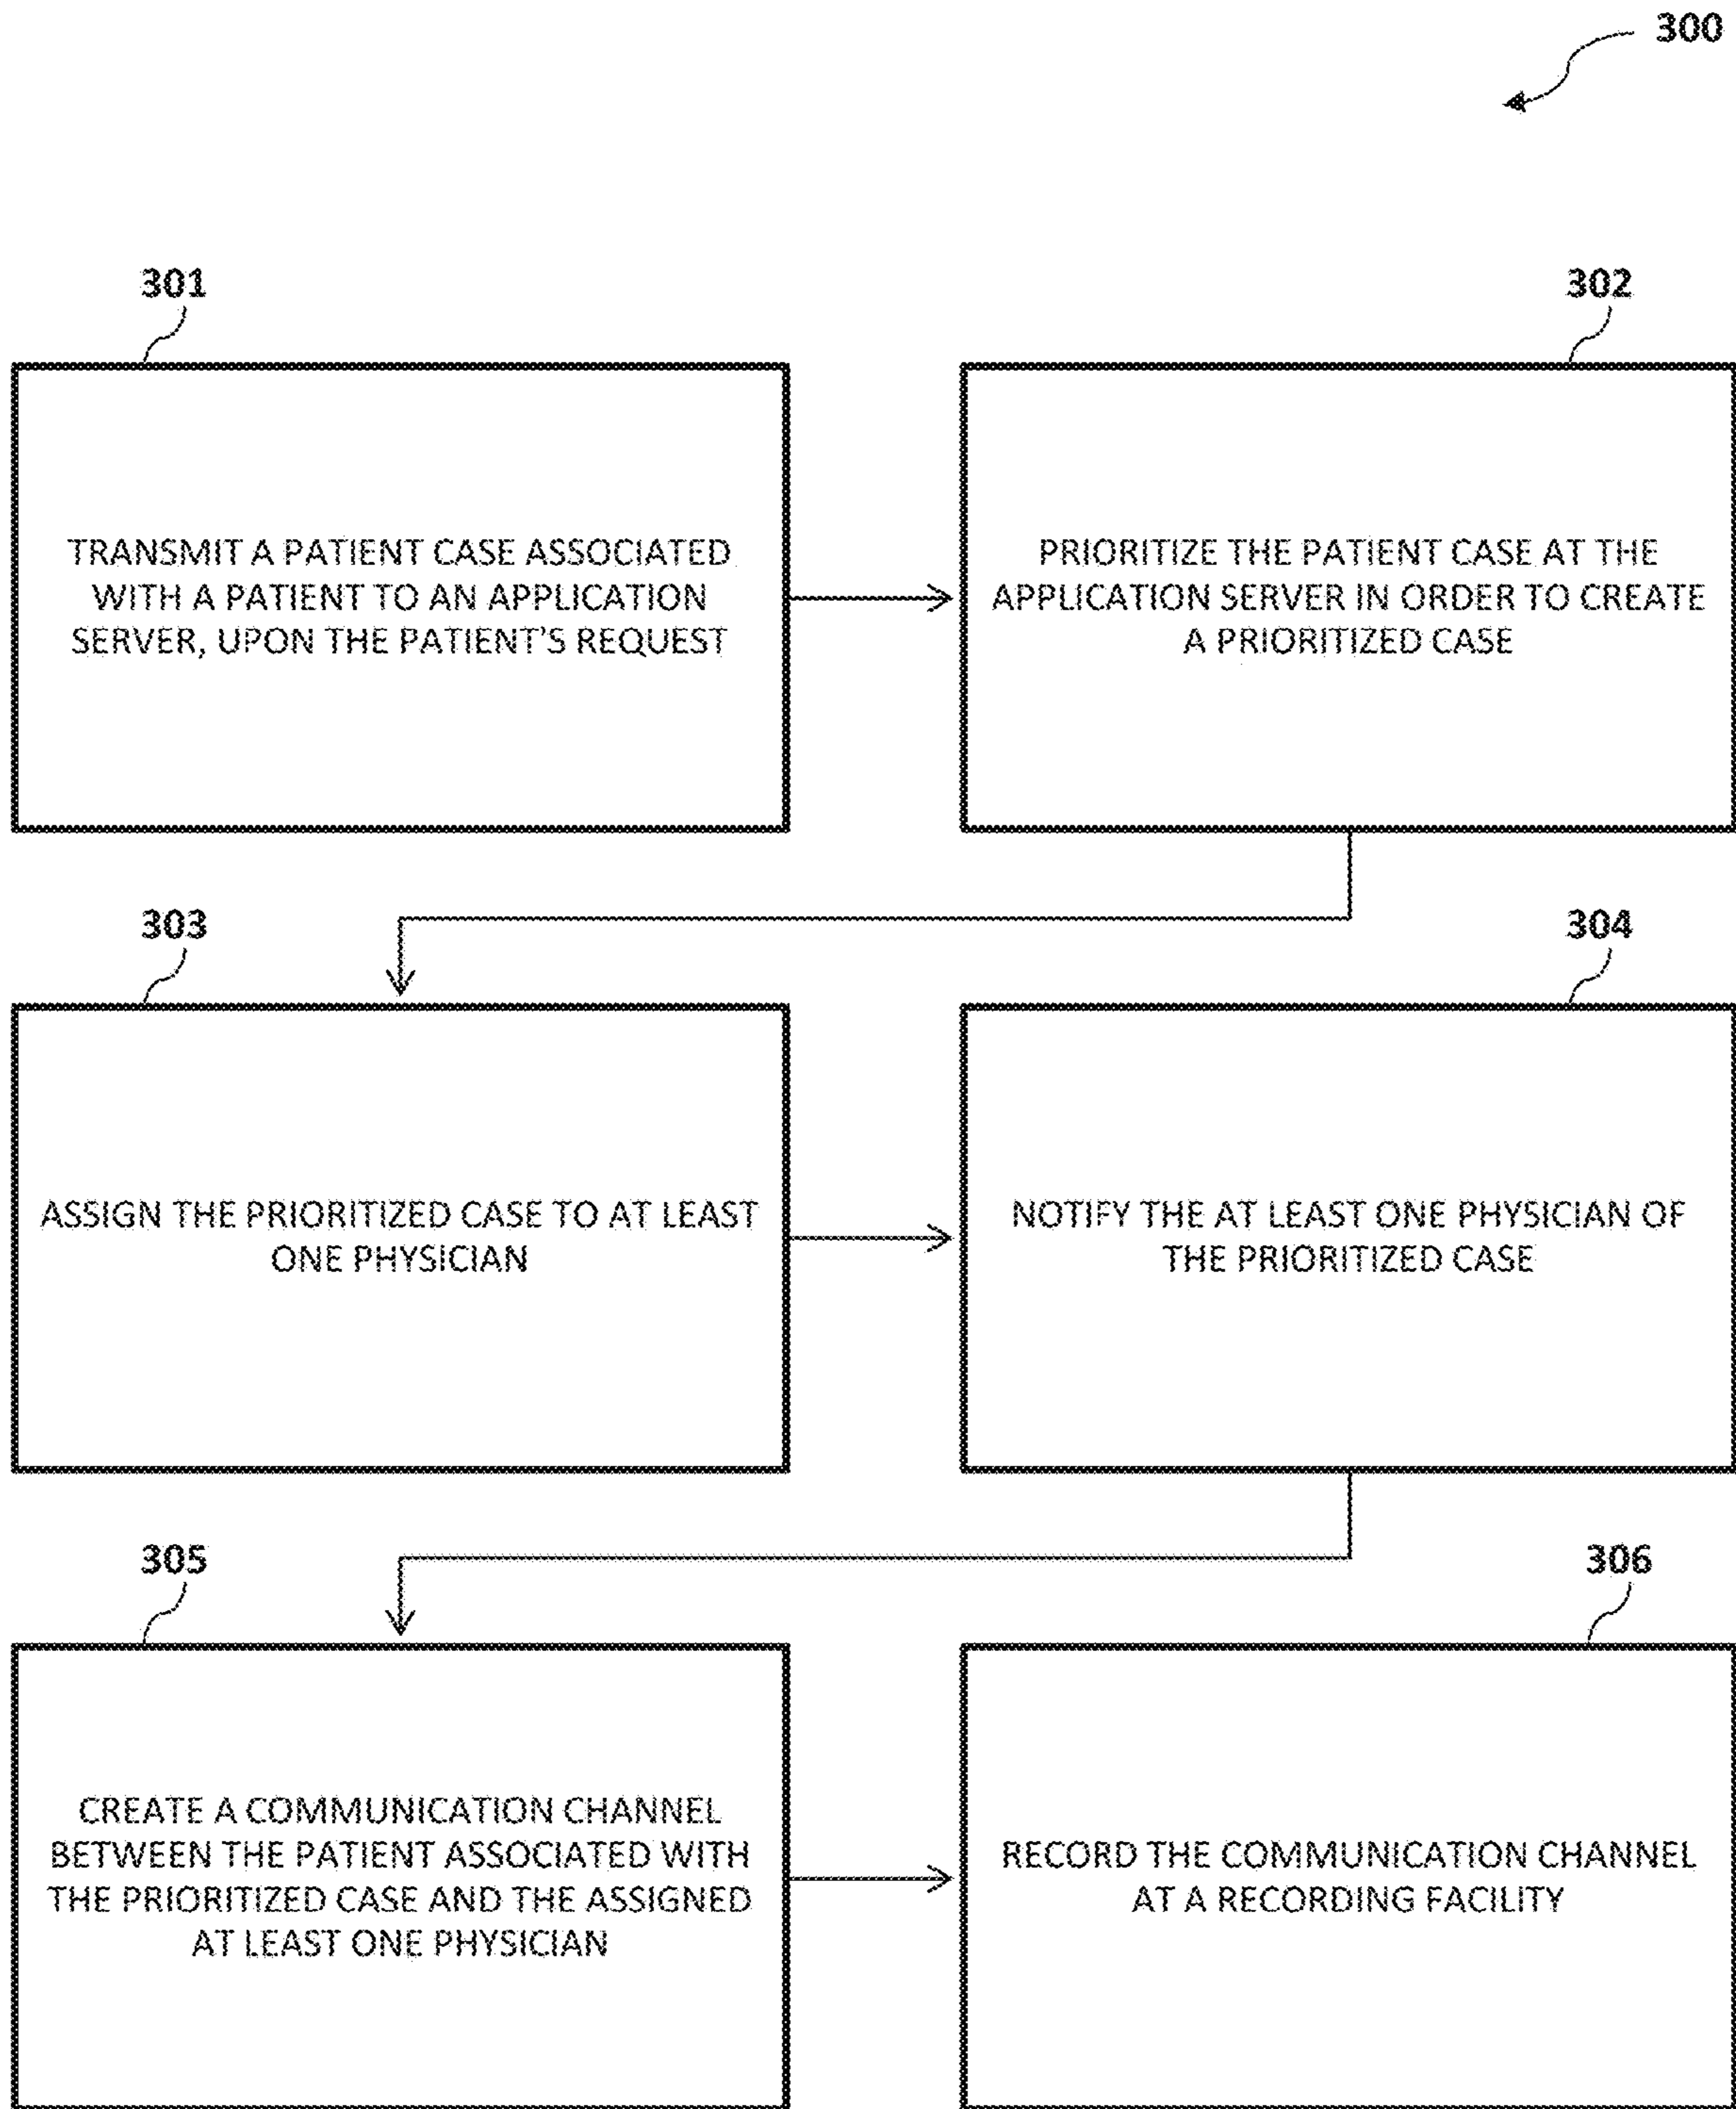 300
301
302
TRANSMIT A PATIENT CASE ASSOCIATED
WITH A PATIENT TO AN APPLICATION
SERVER, UPON THE PATIENT'S REQUEST
PRIORITIZE THE PATIENT CASE AT THE
APPLICATION SERVER IN ORDER TO CREATE
A PRIORITIZED CASE
303
304
ASSIGN THE PRIORITIZED CASE TO AT LEAST
ONE PHYSICIAN
NOTIFY THE AT LEAST ONE PHYSICIAN OF
THE PRIORITIZED CASE
305
306
CREATE A COMMUNICATION CHANNEL
BETWEEN THE PATIENT ASSOCIATED WITH
THE PRIORITIZED CASE AND THE ASSIGNED
AT LEAST ONE PHYSICIAN
RECORD THE COMMUNICATION CHANNEL
AT A RECORDING FACILITY